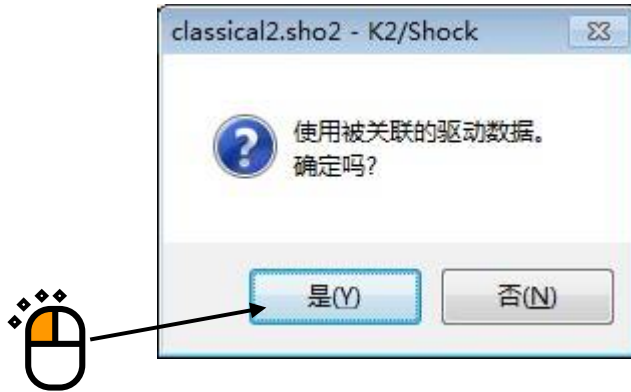 classical2.sho2 - K2/Shock
使用被关联的驱动数据。
确定吗?
是(Y)
否(N)